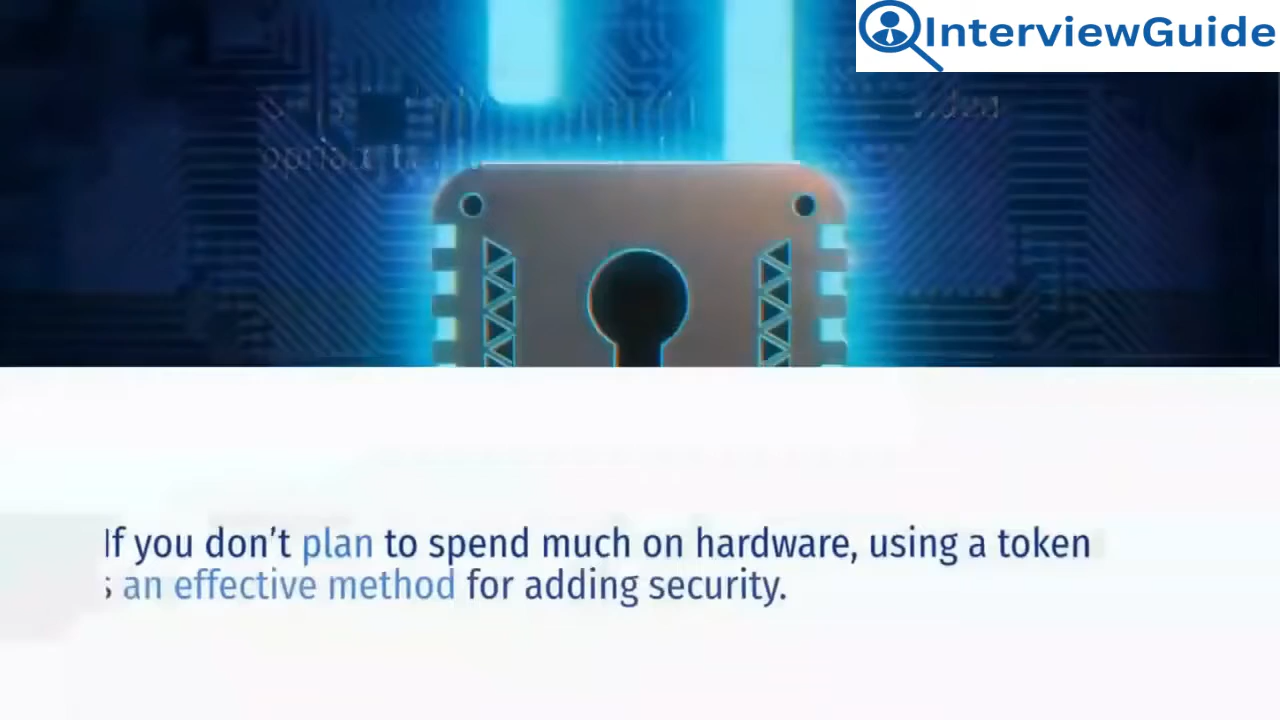 InterviewGuide
If you don't plan to spend much on hardware, using a token
s an effective method for adding security.